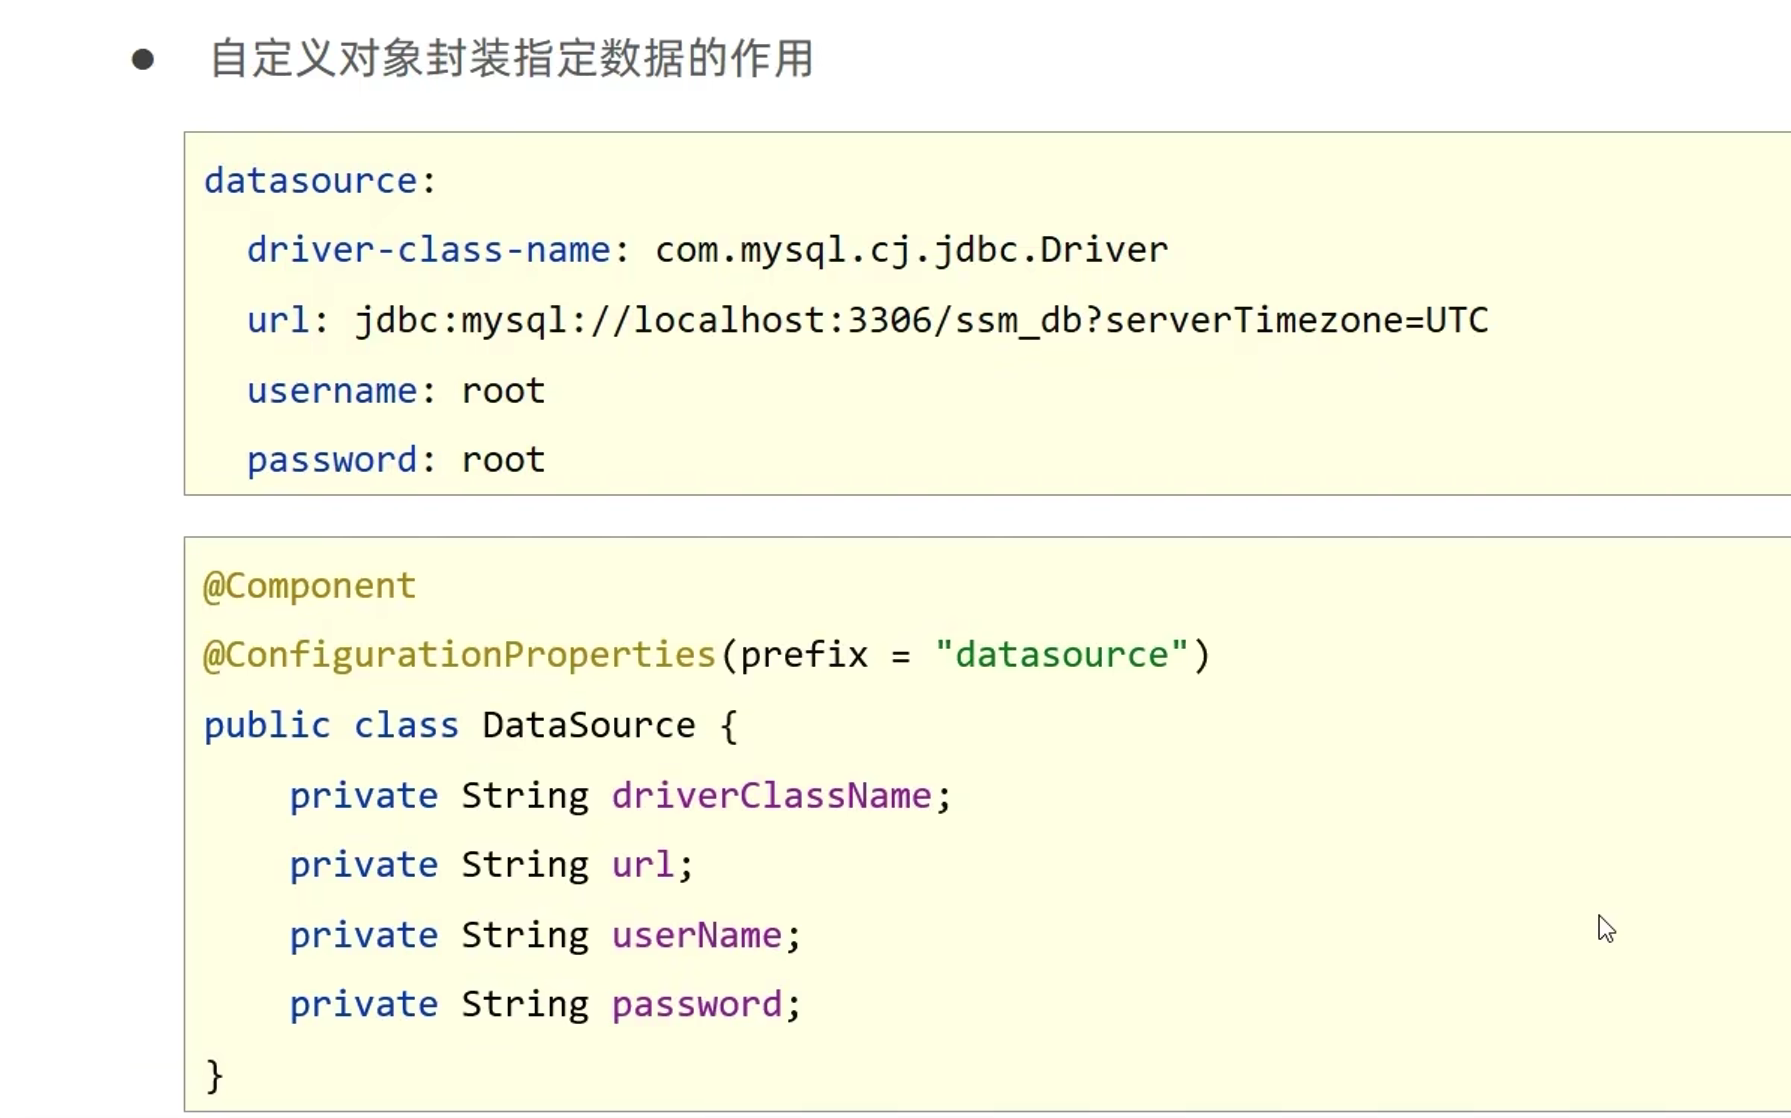 ● 自定义对象封装指定数据的作用
datasource:
  driver-class-name: com.mysql.cj.jdbc.Driver
  url: jdbc:mysql://localhost:3306/ssm_db?serverTimezone=UTC
  username: root
  password: root
@Component
@ConfigurationProperties(prefix = "datasource")
public class DataSource {
    private String driverClassName;
    private String url;
    private String userName;
    private String password;
}